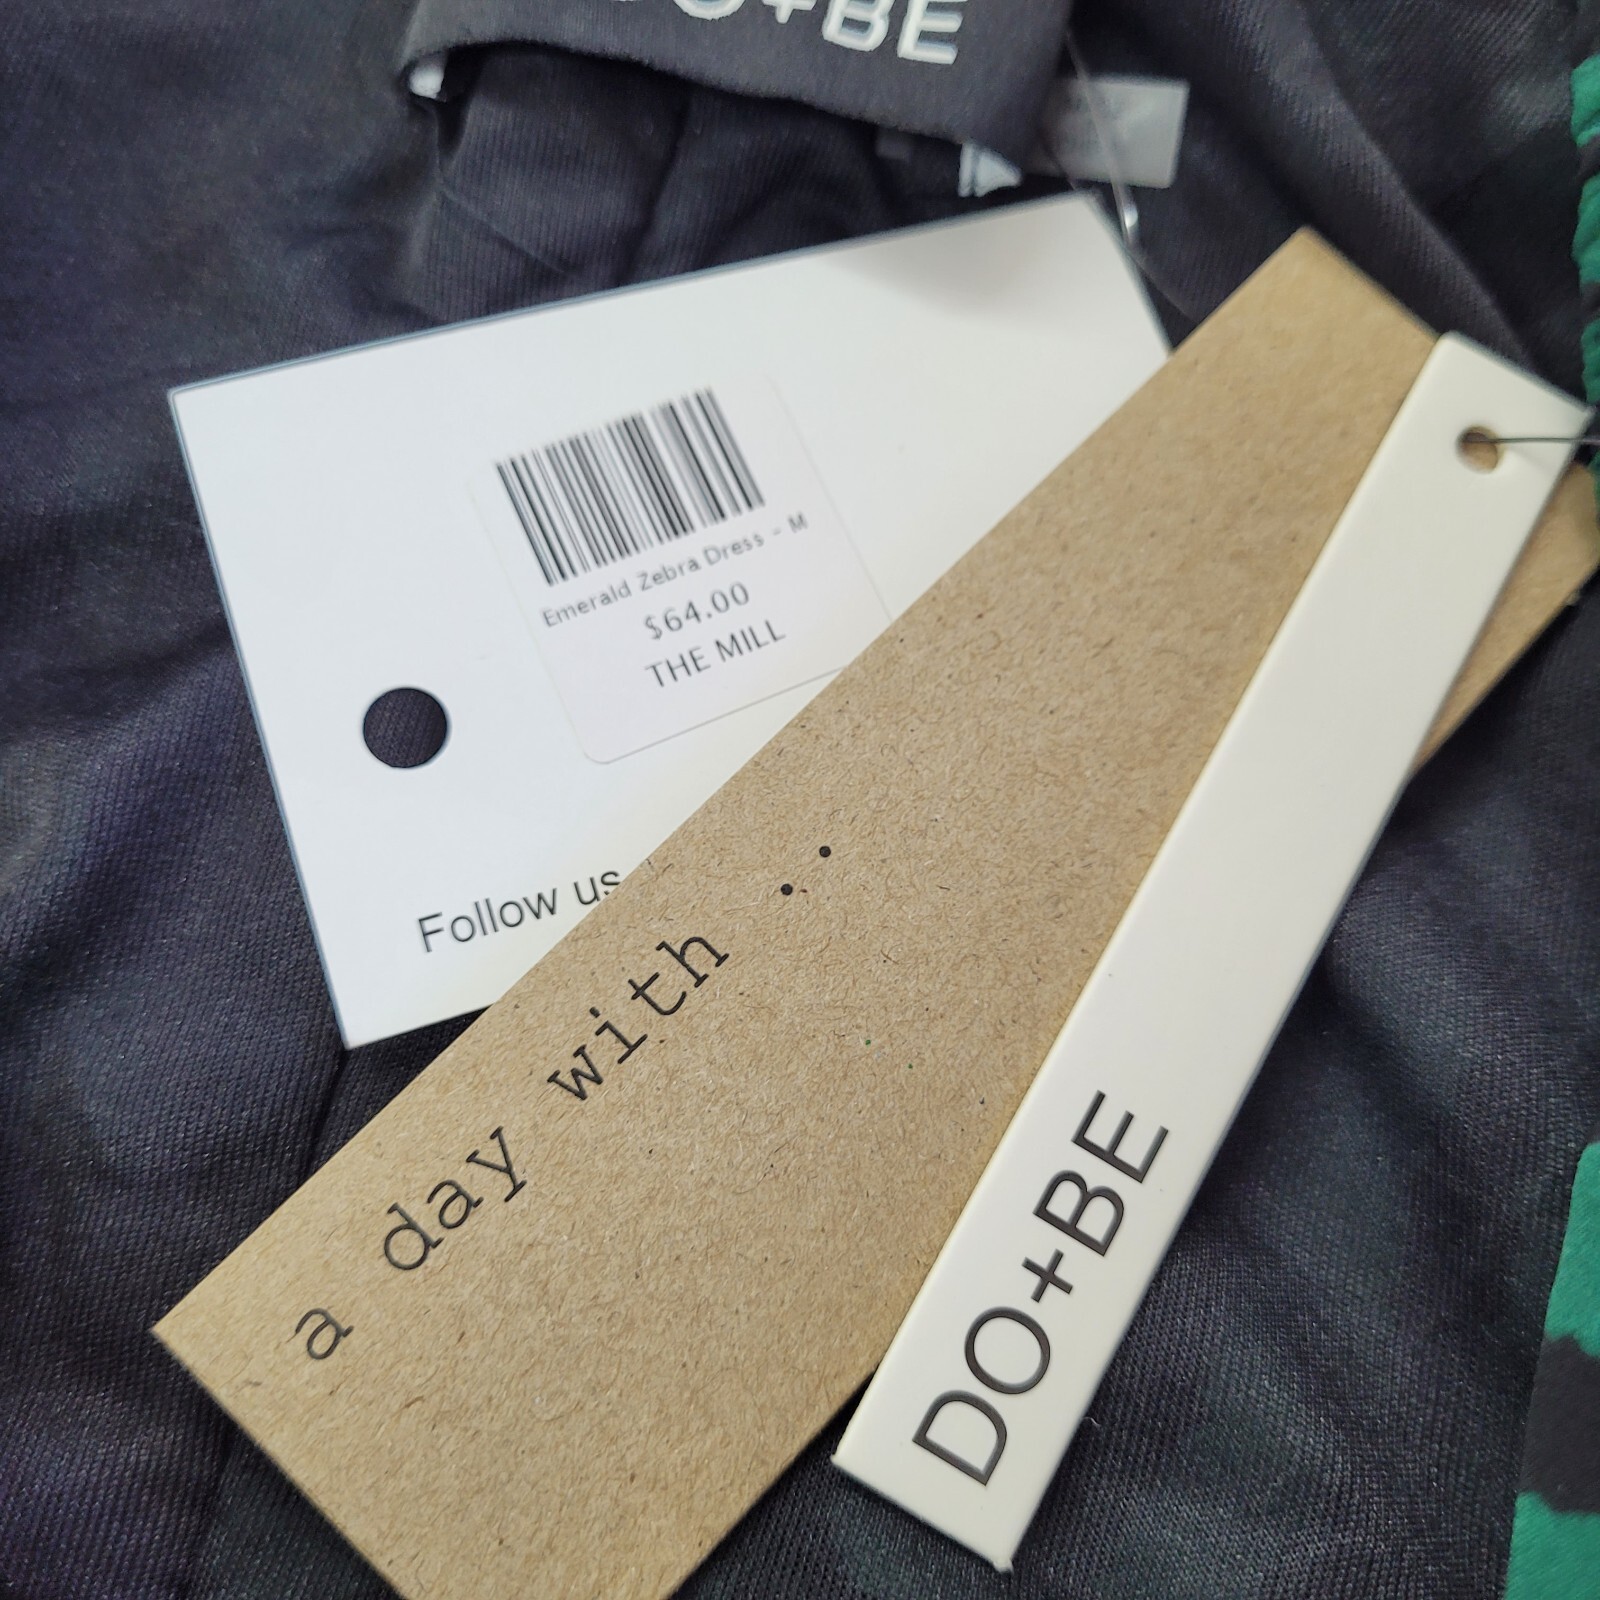 DO+BE
Emerald Zebra Dress - M
$64.00
THE MILL
Follow us
a day with :
DO+BE